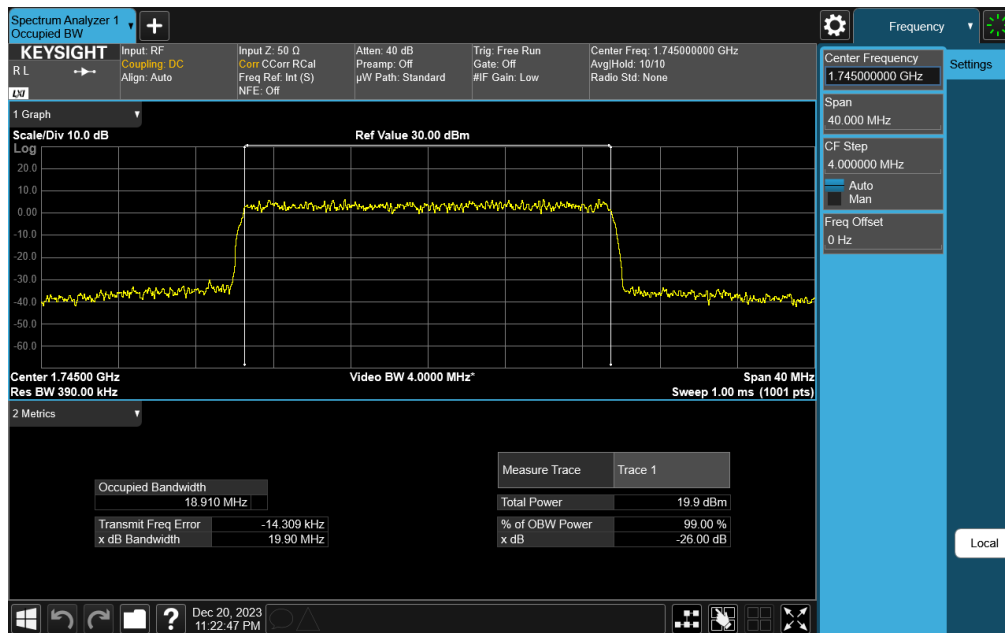 Spectrum Analyzer 1
Occupied BW
Frequency
KEYSIGHT
R L
LXI
Input: RF
Coupling: DC
Align: Auto
Input Z: 50 Ω
Corr CCorr RCal
Freq Ref: Int (S)
NFE: Off
Atten: 40 dB
Preamp: Off
µW Path: Standard
Trig: Free Run
Gate: Off
#IF Gain: Low
Center Freq: 1.745000000 GHz
Avg|Hold: 10/10
Radio Std: None
Center Frequency
1.745000000 GHz
Settings
Span
40.000 MHz
CF Step
4.000000 MHz
Auto
Man
Freq Offset
0 Hz
1 Graph
Scale/Div 10.0 dB
Ref Value 30.00 dBm
Log
20.0
10.0
0.00
-10.0
-20.0
-30.0
-40.0
-50.0
-60.0
Center 1.74500 GHz
Video BW 4.0000 MHz*
Span 40 MHz
Res BW 390.00 kHz
Sweep 1.00 ms (1001 pts)
2 Metrics
Occupied Bandwidth
18.910 MHz
Transmit Freq Error -14.309 kHz
x dB Bandwidth 19.90 MHz
Measure Trace Trace 1
Total Power 19.9 dBm
% of OBW Power 99.00 %
x dB -26.00 dB
Local
Dec 20, 2023
11:22:47 PM